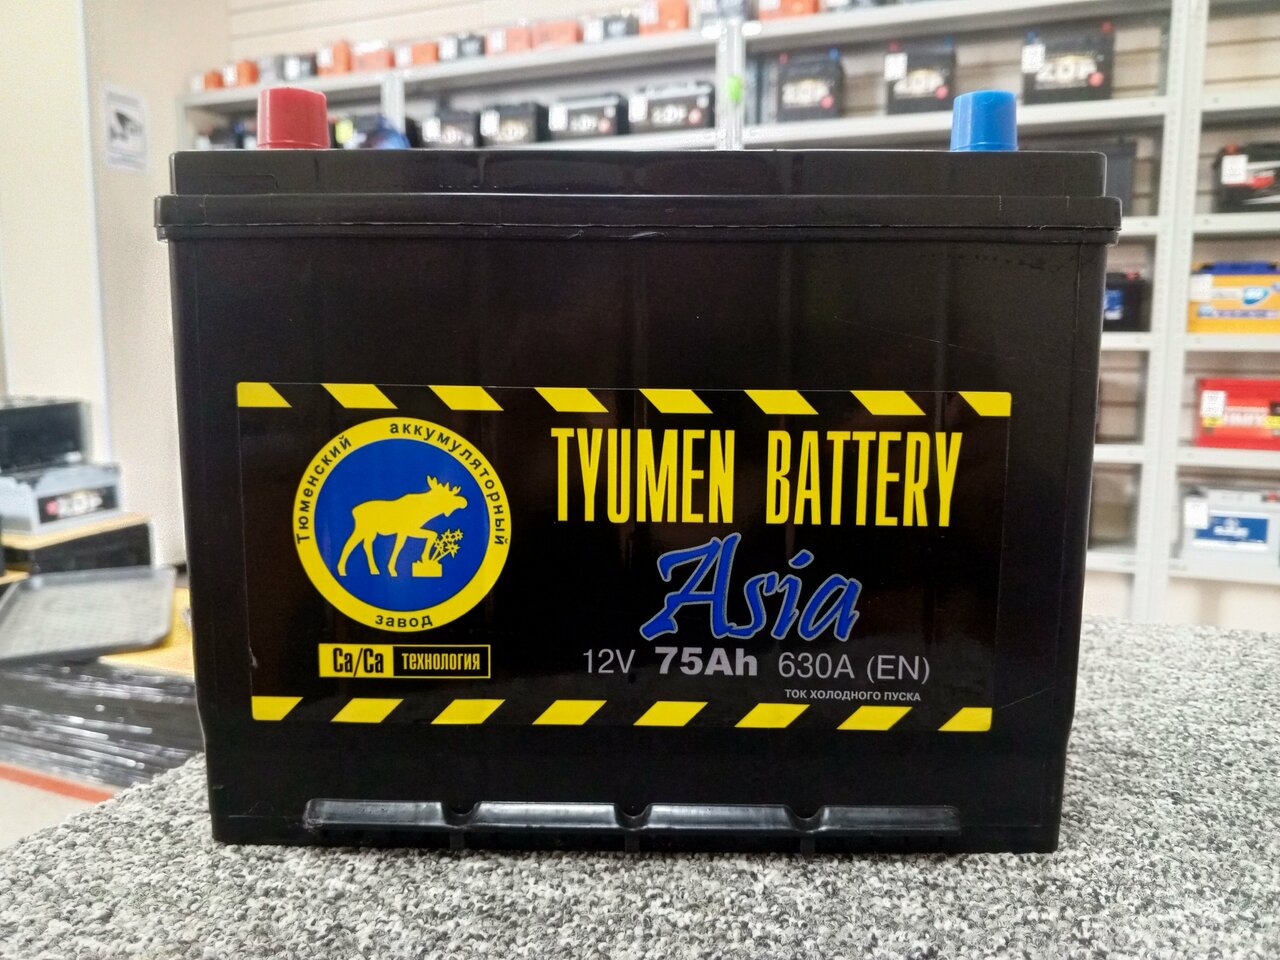 Тюменский аккумуляторный
завод
Ca/Ca технология
TYUMEN BATTERY
Asia
12V 75Ah 630A (EN)
ТОК ХОЛОДНОГО ПУСКА